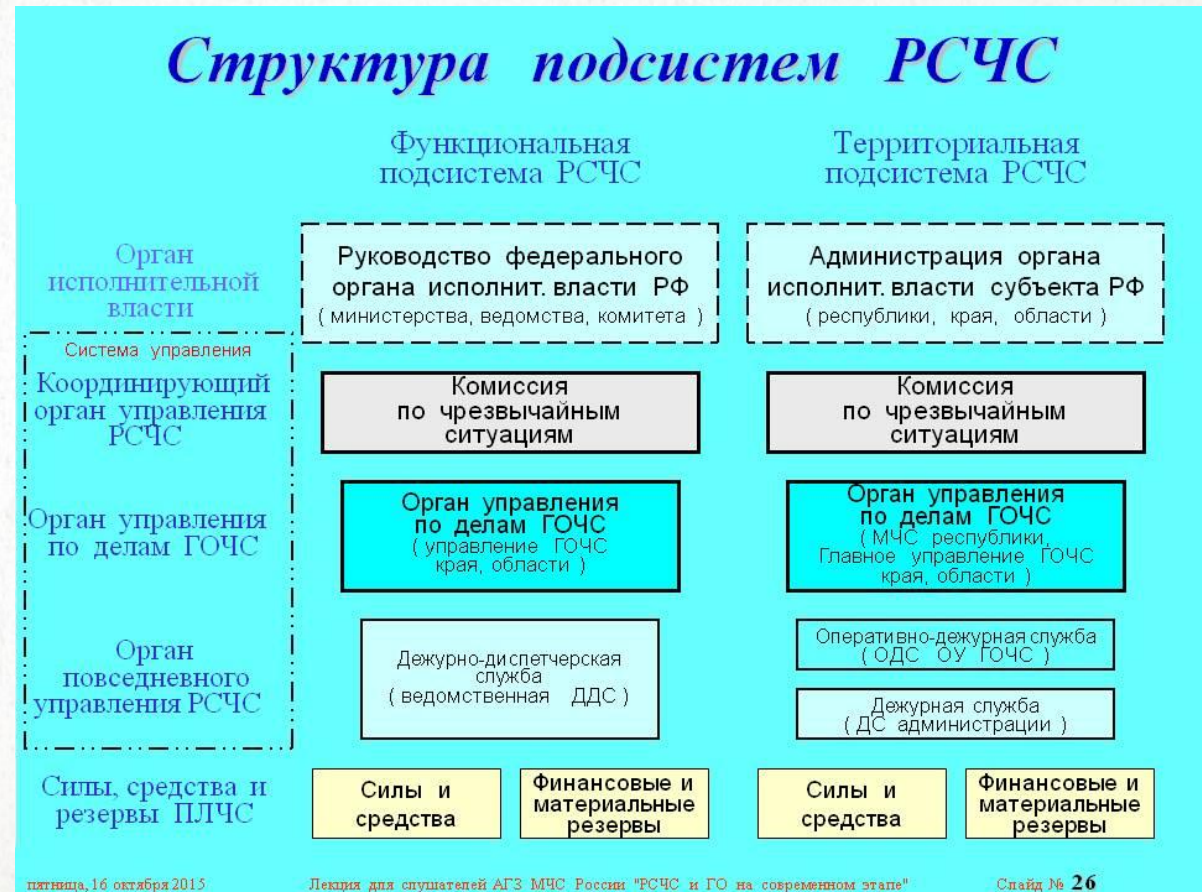 Структура подсистем РСЧС
Функциональная
подсистема РСЧС
Территориальная
подсистема РСЧС
Орган
исполнительной
власти
Руководство федерального
органа исполнит. власти РФ
( министерства, ведомства, комитета )
Администрация органа
исполнит. власти субъекта РФ
( республики, края, области )
Система управления
Координирующий
орган управления
РСЧС
Комиссия
по чрезвычайным
ситуациям
Комиссия
по чрезвычайным
ситуациям
Орган управления
по делам ГОЧС
Орган управления
по делам ГОЧС
( управление ГОЧС
края, области )
Орган управления
по делам ГОЧС
( МЧС республики,
Главное управление ГОЧС
края, области )
Орган
повседневного
управления РСЧС
Дежурно-диспетчерская
служба
( ведомственная ДДС )
Оперативно-дежурная служба
( ОДС ОУ ГОЧС )
Дежурная служба
( ДС администрации )
Силы, средства и
резервы ПЛЧС
Силы и
средства
Финансовые и
материальные
резервы
Силы и
средства
Финансовые и
материальные
резервы
пятница, 16 октября 2015
Лекция для слушателей АГЗ МЧС России "РСЧС и ГО на современном этапе"
Слайд № 26